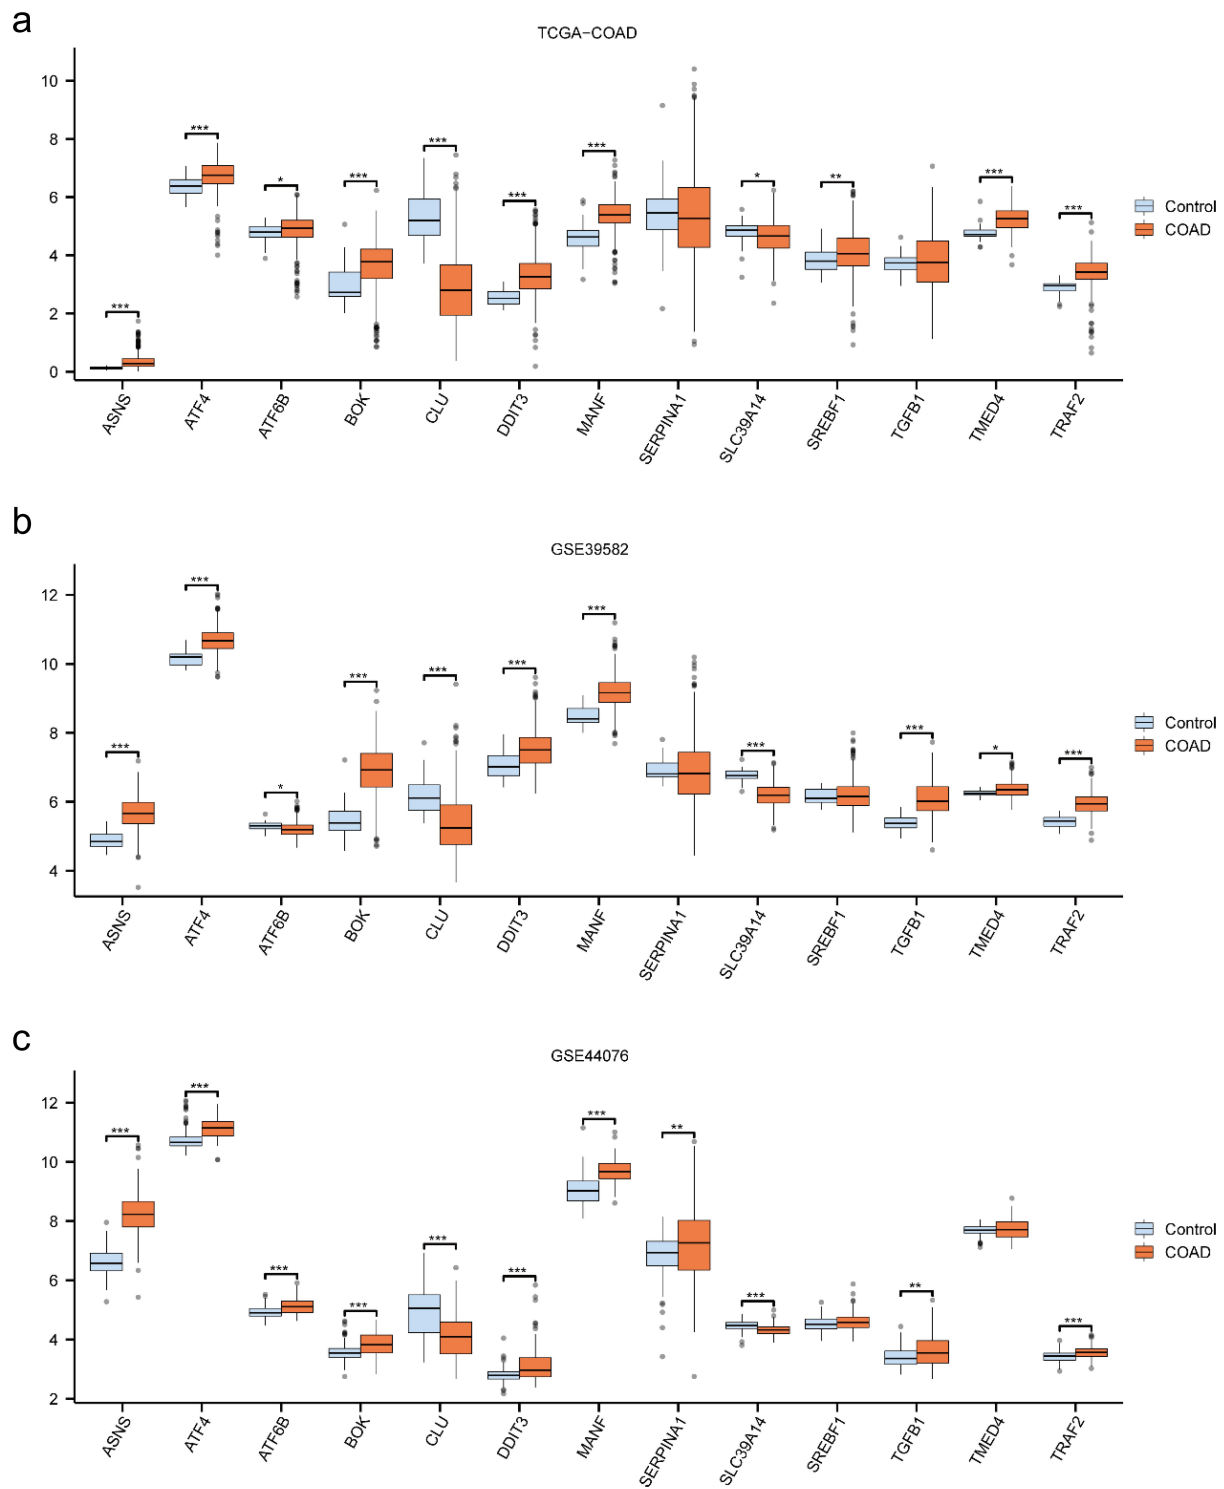 a
TCGA-COAD
10
8
6
4
2
0
***
***
*
***
***
***
***
*
**
***
***
ASNS
ATF4
ATF6B
BOK
CLU
DDIT3
MANF
SERPINA1
SLC39A14
SREBF1
TGFB1
TMED4
TRAF2
Control
COAD
b
GSE39582
12
10
8
6
4
***
***
*
***
***
***
***
***
***
*
***
ASNS
ATF4
ATF6B
BOK
CLU
DDIT3
MANF
SERPINA1
SLC39A14
SREBF1
TGFB1
TMED4
TRAF2
Control
COAD
c
GSE44076
12
10
8
6
4
2
***
***
***
***
***
***
***
**
***
**
***
ASNS
ATF4
ATF6B
BOK
CLU
DDIT3
MANF
SERPINA1
SLC39A14
SREBF1
TGFB1
TMED4
TRAF2
Control
COAD